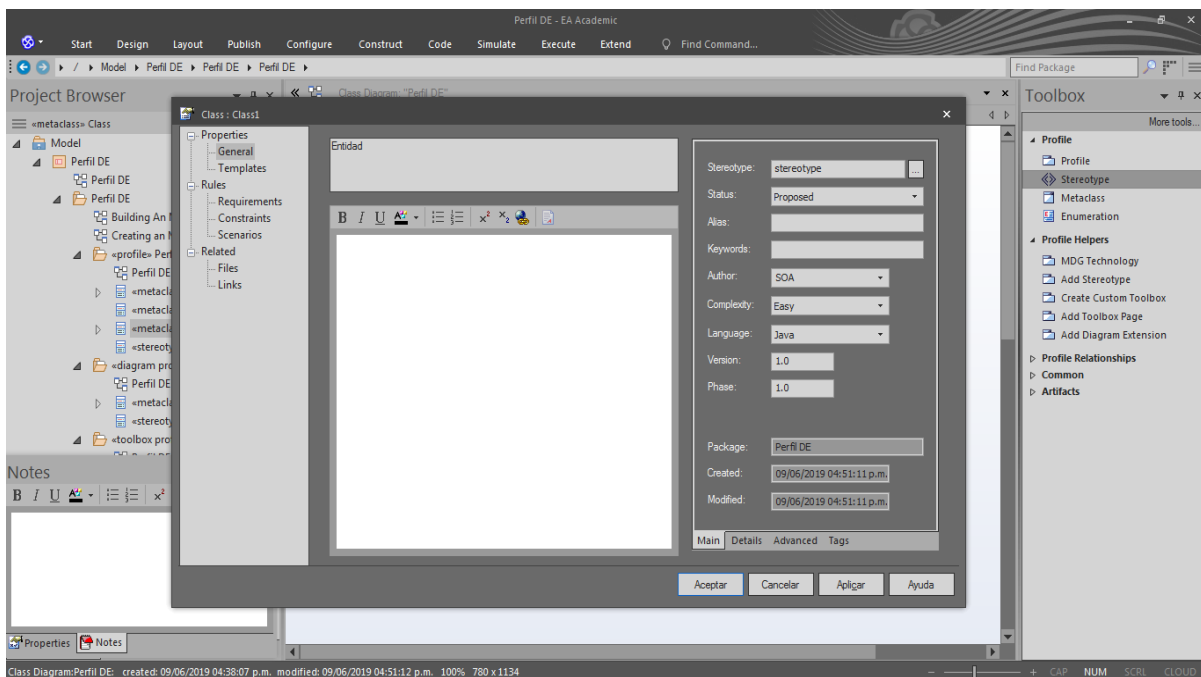 Perfil DE - EA Academic
Start Design Layout Publish Configure Construct Code Simulate Execute Extend Find Command...
/ Model Perfil DE Perfil DE Perfil DE
Find Package
Project Browser
Class Diagram: "Perfil DE"
Toolbox
«metaclass» Class
More tools...
Model
Perfil DE
Perfil DE
Perfil DE
Building An
Creating an
«profile» Perf
Perfil DE
«metacla
«metacla
«metacla
«stereoty
«diagram pro
Perfil DE
«metacla
«stereoty
«toolbox pro
Notes
B I U
Properties Notes
Class : Class1
Properties
General
Templates
Rules
Requirements
Constraints
Scenarios
Related
Files
Links
Entidad
B I U
Stereotype: stereotype ...
Status: Proposed
Alias:
Keywords:
Author: SOA
Complexity: Easy
Language: Java
Version: 1.0
Phase: 1.0
Package: Perfil DE
Created: 09/06/2019 04:51:11 p.m.
Modified: 09/06/2019 04:51:11 p.m.
Main Details Advanced Tags
Aceptar Cancelar Aplicar Ayuda
Profile
Profile
Stereotype
Metaclass
Enumeration
Profile Helpers
MDG Technology
Add Stereotype
Create Custom Toolbox
Add Toolbox Page
Add Diagram Extension
Profile Relationships
Common
Artifacts
Class Diagram:Perfil DE: created: 09/06/2019 04:38:07 p.m. modified: 09/06/2019 04:51:12 p.m. 100% 780 x 1134
CAP NUM SCRL CLOUD